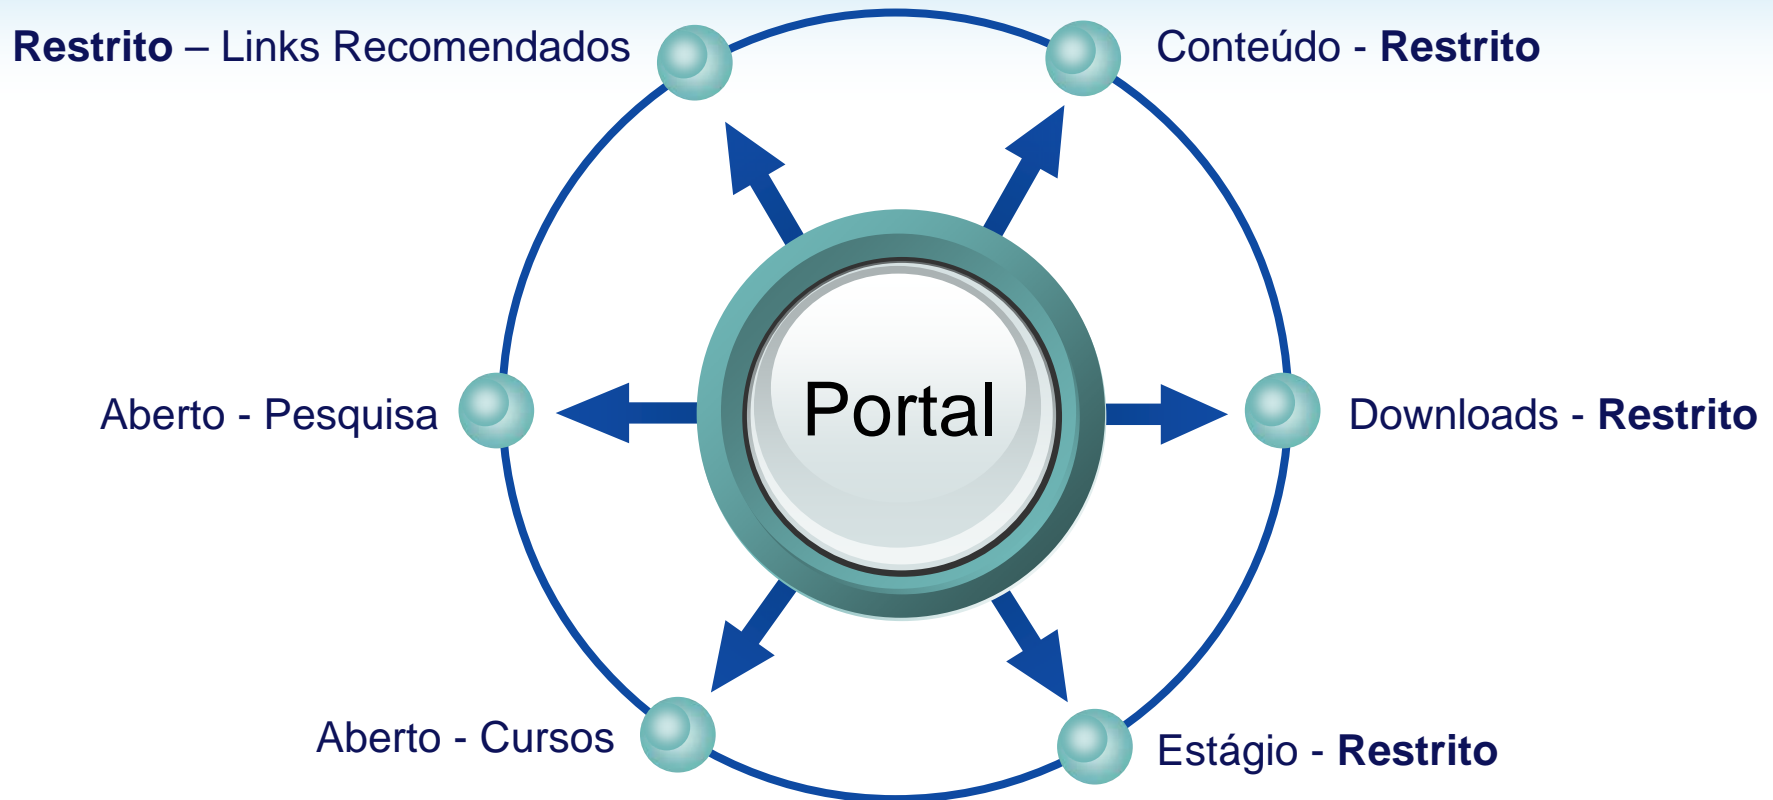 Restrito – Links Recomendados
Conteúdo - Restrito
Aberto - Pesquisa
Portal
Downloads - Restrito
Aberto - Cursos
Estágio - Restrito